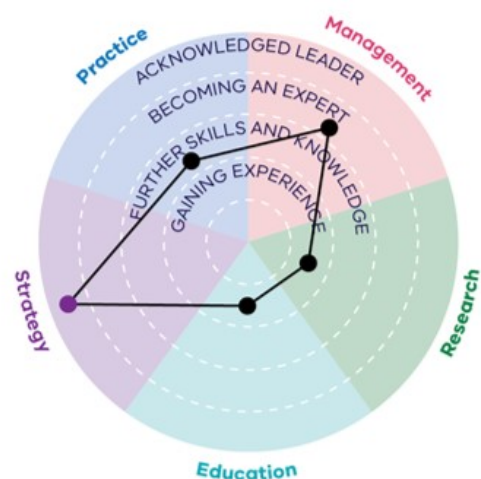 Practice
Management
ACKNOWLEDGED LEADER
BECOMING AN EXPERT
FURTHER SKILLS AND KNOWLEDGE
GAINING EXPERIENCE
Strategy
Research
Education